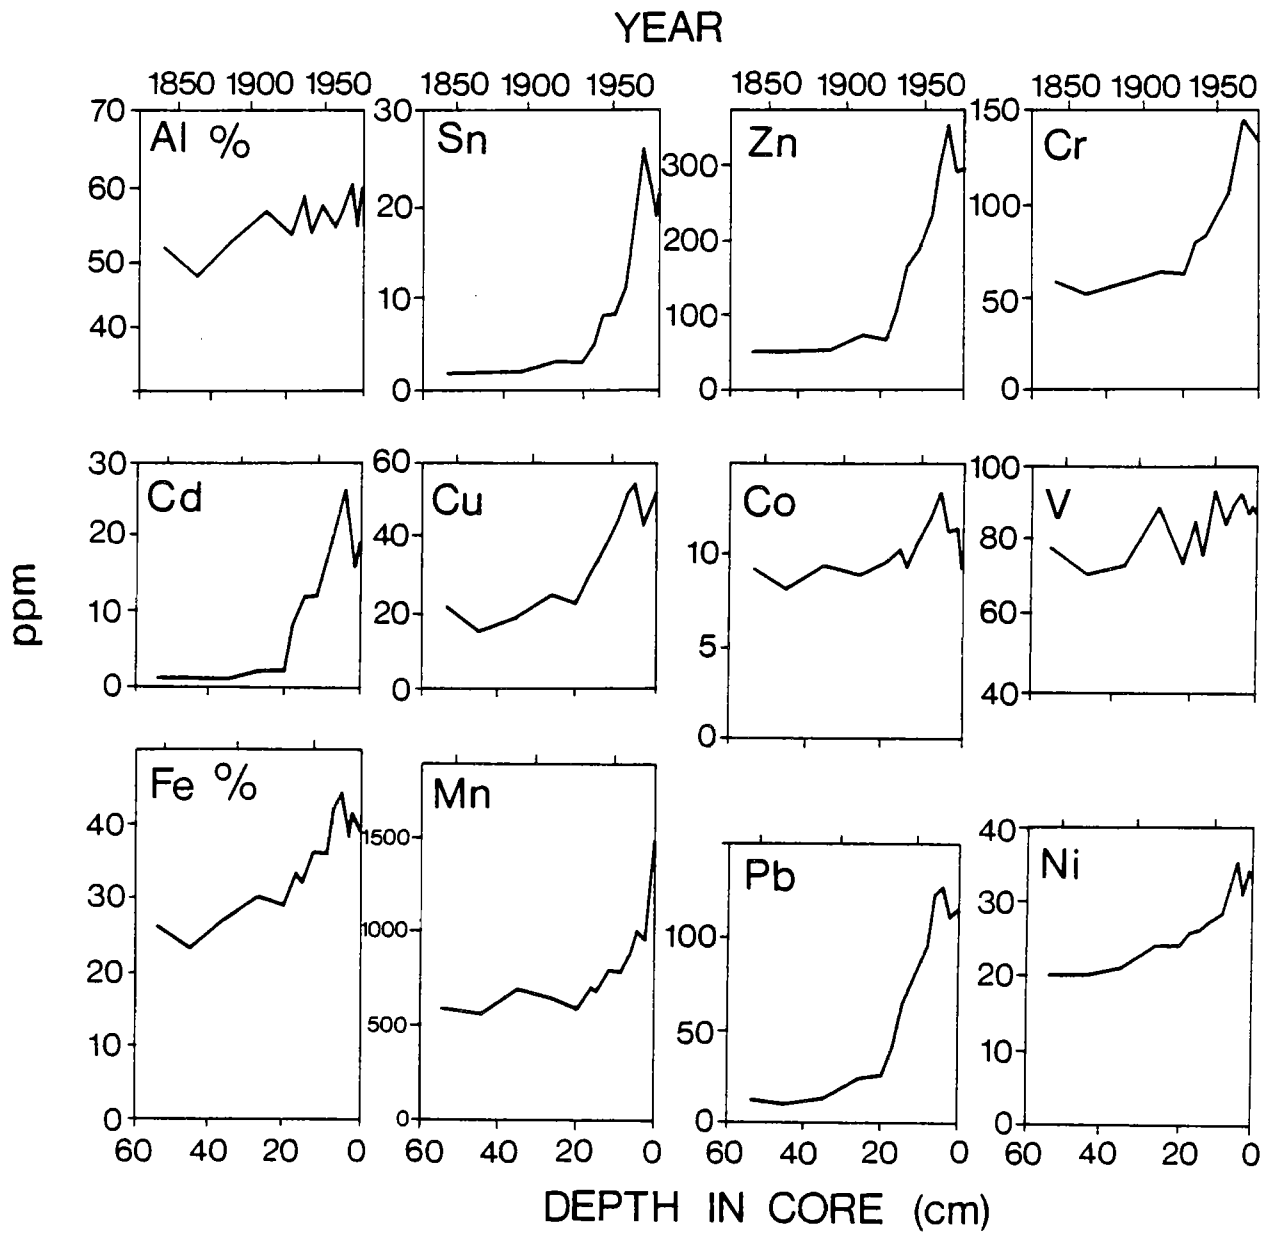 YEAR
1850 1900 1950 1850 1900 1950 1850 1900 1950 1850 1900 1950
70 Al % 30 Sn Zn 150 Cr
60 20 300 100
50 10 200 50
40 0 100 0
0
30 Cd 60 Cu Co 100 V
20 40 10 80
10 20 5 60
0 0 0 40
ppm
Fe % Mn Pb 40 Ni
40 1500 100 30
30 1000 50 20
20 500 0 10
10 0 0
0
60 40 20 0 60 40 20 0 60 40 20 0 60 40 20 0
DEPTH IN CORE (cm)